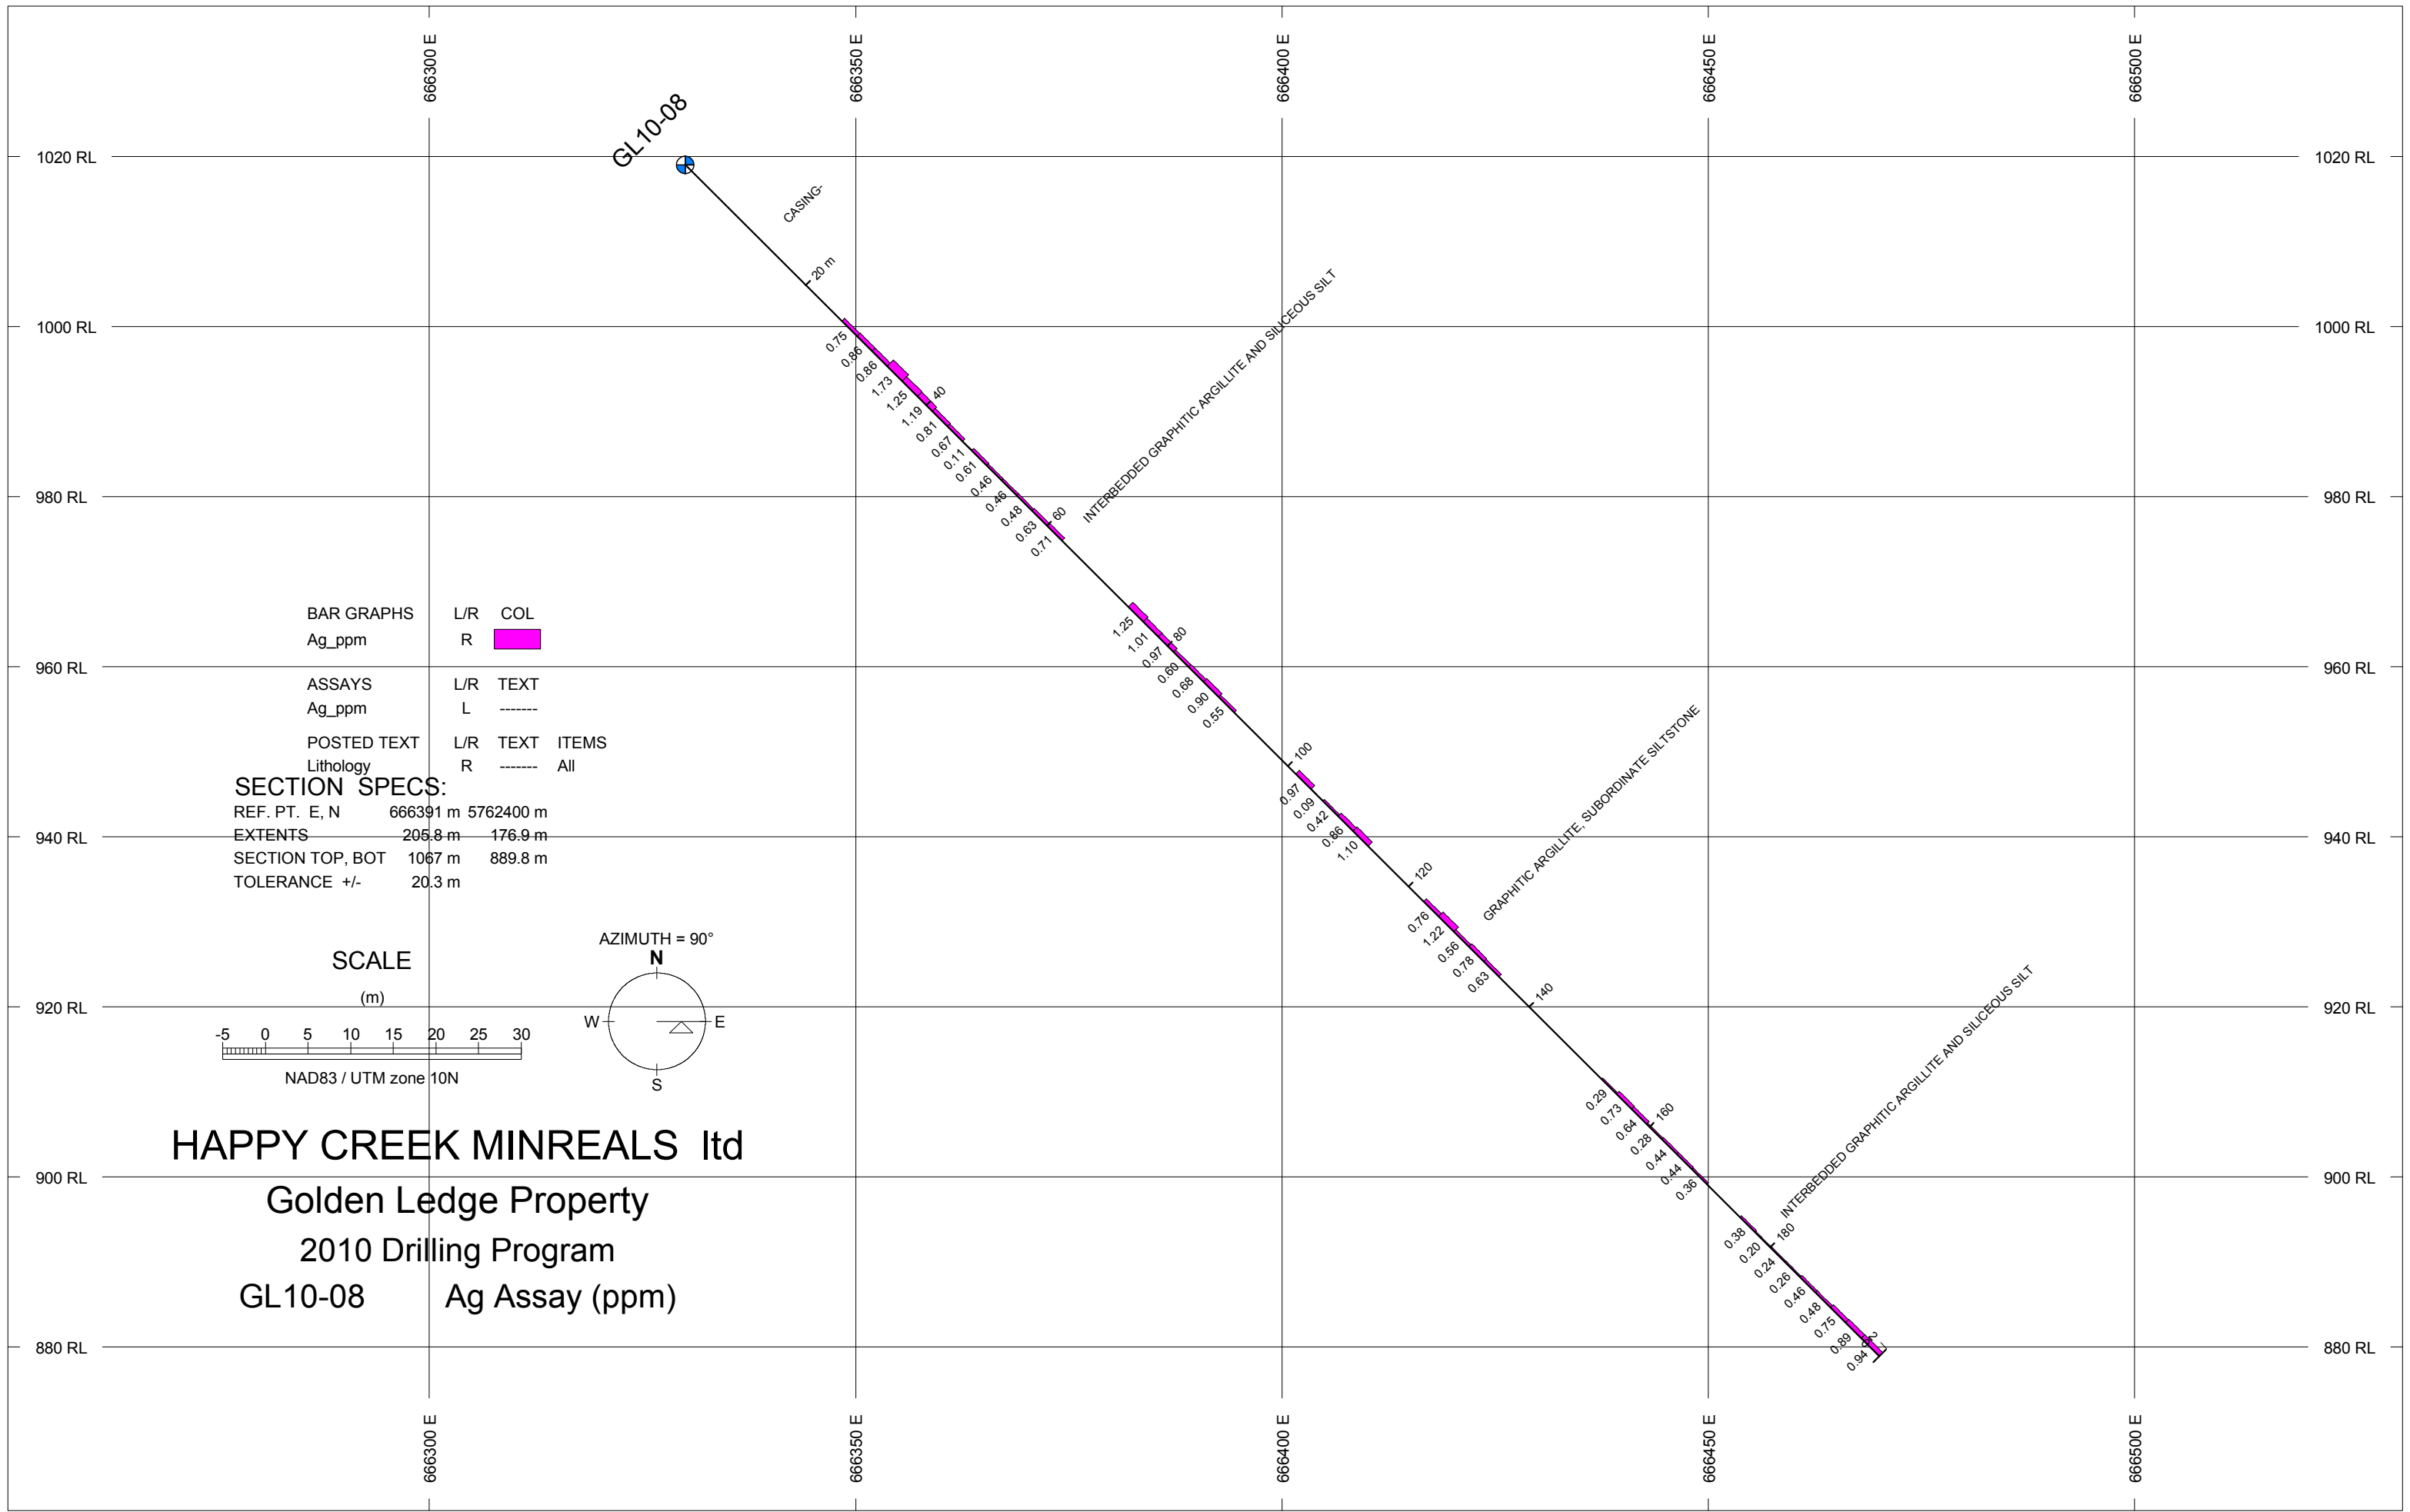 666300 E
666350 E
666400 E
666450 E
666500 E
GL10-08
1020 RL
1020 RL
CASING-
20 m
1000 RL
1000 RL
0.75
0.86
0.86
1.73
1.25
1.19
40
0.81
0.67
0.11
0.61
0.46
0.46
0.48
0.63
60
0.71
INTERBEDDED GRAPHITIC ARGILLITE AND SILICEOUS SILT
980 RL
980 RL
1.25
1.01
0.97
80
0.60
0.68
0.90
0.55
960 RL
960 RL
100
0.97
0.09
0.42
0.86
1.10
940 RL
940 RL
120
0.76
1.22
0.56
0.78
0.63
GRAPHITIC ARGILLITE, SUBORDINATE SILTSTONE
140
920 RL
920 RL
0.29
0.73
0.64
160
0.28
0.44
0.44
0.36
900 RL
900 RL
INTERBEDDED GRAPHITIC ARGILLITE AND SILICEOUS SILT
0.38
0.20
180
0.24
0.26
0.46
0.48
0.75
0.89
0.94
880 RL
880 RL
BAR GRAPHS L/R COL
Ag_ppm R
ASSAYS L/R TEXT
Ag_ppm L -------
POSTED TEXT L/R TEXT ITEMS
Lithology R ------- All
SECTION SPECS:
REF. PT. E, N 666391 m 5762400 m
EXTENTS 205.8 m 176.9 m
SECTION TOP, BOT 1067 m 889.8 m
TOLERANCE +/- 20.3 m
SCALE
(m)
-5 0 5 10 15 20 25 30
NAD83 / UTM zone 10N
AZIMUTH = 90°
N
W
E
S
HAPPY CREEK MINREALS ltd
Golden Ledge Property
2010 Drilling Program
GL10-08 Ag Assay (ppm)
666300 E
666350 E
666400 E
666450 E
666500 E